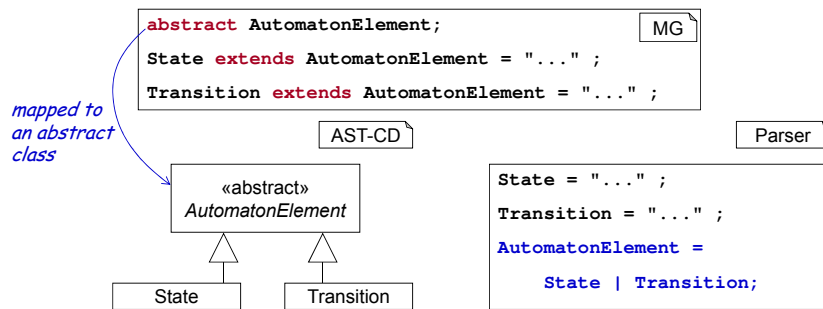 abstract AutomatonElement;
MG
State extends AutomatonElement = "..." ;
Transition extends AutomatonElement = "..." ;
mapped to
an abstract
class
AST-CD
Parser
«abstract»
AutomatonElement
State
Transition
State = "..." ;
Transition = "..." ;
AutomatonElement =
State | Transition;